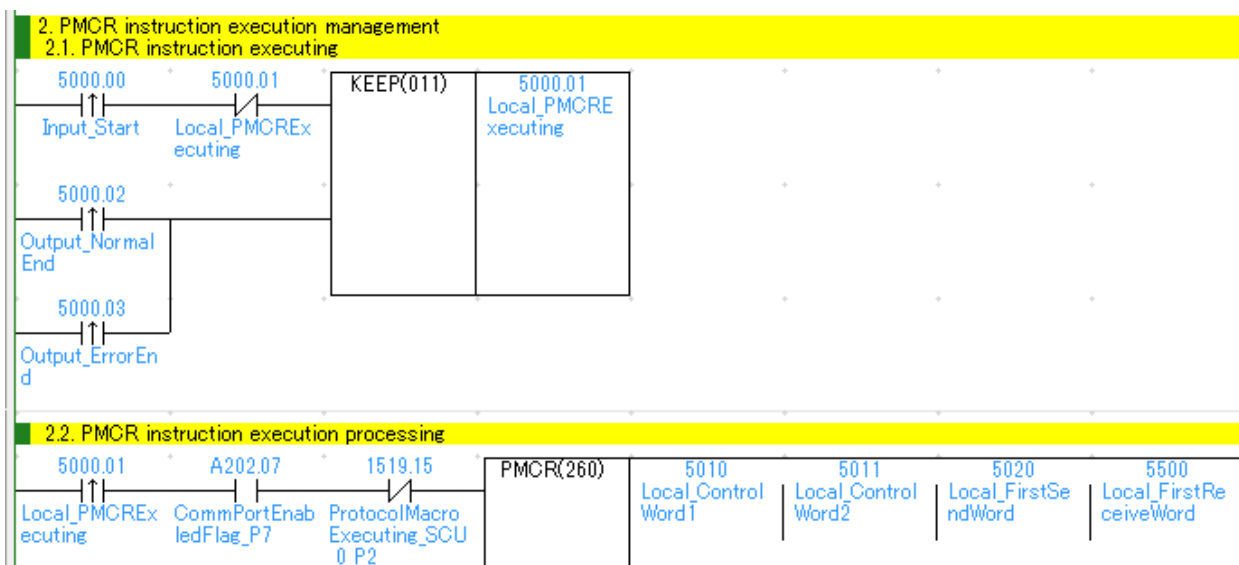 2. PMCR instruction execution management
2.1. PMCR instruction executing
5000.00 5000.01 KEEP(011) 5000.01
Input_Start Local_PMCREx Local_PMCRE
ecuting xecuting
5000.02
Output_Normal
End
5000.03
Output_ErrorEn
d
2.2. PMCR instruction execution processing
5000.01 A202.07 1519.15 PMCR(260) 5010 5011 5020 5500
Local_PMCREx CommPortEnab ProtocolMacro Local_Control Local_Control Local_FirstSe Local_FirstRe
ecuting ledFlag_P7 Executing_SCU Word1 Word2 ndWord ceiveWord
0_P2